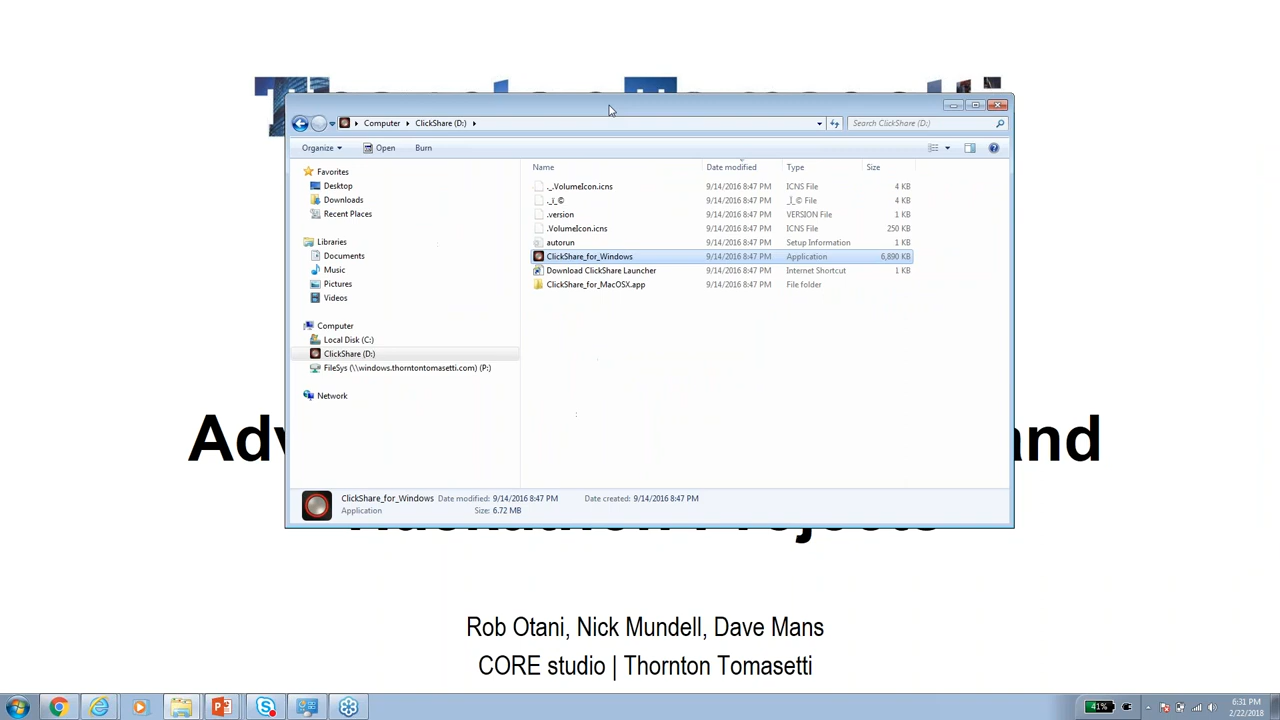 Computer ClickShare (D:)
Search ClickShare (D:)
Organize Open Burn
Favorites
Desktop
Downloads
Recent Places
Libraries
Documents
Music
Pictures
Videos
Computer
Local Disk (C:)
ClickShare (D:)
FileSys (\\windows.thorntontomasetti.com) (P:)
Network
Name Date modified Type Size
._.VolumeIcon.icns 9/14/2016 8:47 PM ICNS File 4 KB
9/14/2016 8:47 PM File 4 KB
.version 9/14/2016 8:47 PM VERSION File 1 KB
.VolumeIcon.icns 9/14/2016 8:47 PM ICNS File 250 KB
autorun 9/14/2016 8:47 PM Setup Information 1 KB
ClickShare_for_Windows 9/14/2016 8:47 PM Application 6,890 KB
Download ClickShare Launcher 9/14/2016 8:47 PM Internet Shortcut 1 KB
ClickShare_for_MacOSX.app 9/14/2016 8:47 PM File folder
ClickShare_for_Windows Date modified: 9/14/2016 8:47 PM Date created: 9/14/2016 8:47 PM
Application Size: 6.72 MB
and
Projects
Rob Otani, Nick Mundell, Dave Mans
CORE studio | Thornton Tomasetti
41%
6:31 PM
2/22/2018